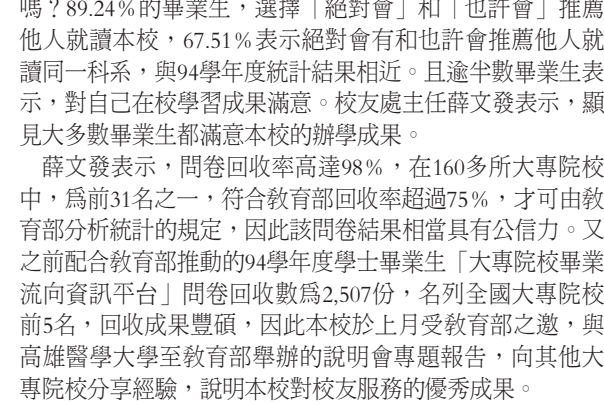 嗎？89.24%的畢業生，選擇「絕對會」和「也許會」推薦
他人就讀本校，67.51%表示絕對會有和也許會推薦他人就
讀同一科系，與94學年度統計結果相近。且逾半數畢業生表
示，對自己在校學習成果滿意。校友處主任薛文發表示，顯
見大多數畢業生都滿意本校的辦學成果。
薛文發表示，問卷回收率高達98%，在160多所大專院校
中，為前31名之一，符合教育部回收率超過75%，才可由教
育部分析統計的規定，因此該問卷結果相當具有公信力。又
之前配合教育部推動的94學年度學士畢業生「大專院校畢業
流向資訊平台」問卷回收數為2,507份，名列全國大專院校
前5名，回收成果豐碩，因此本校於上月受教育部之邀，與
高雄醫學大學至教育部舉辦的說明會專題報告，向其他大
專院校分享經驗，說明本校對校友服務的優秀成果。